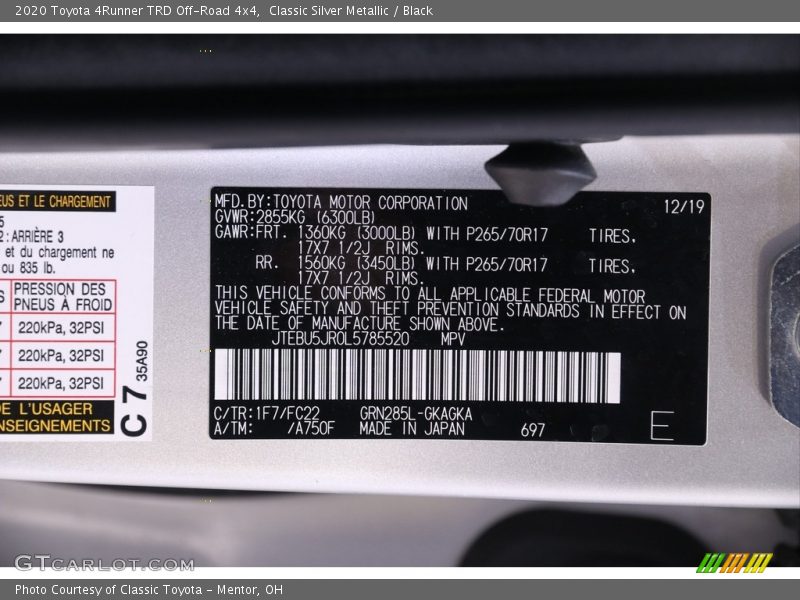 2020 Toyota 4Runner TRD Off-Road 4x4,  Classic Silver Metallic / Black
EUS ET LE CHARGEMENT
5
2 : ARRIÈRE 3
et du chargement ne
ou 835 lb.
S PRESSION DES
PNEUS À FROID
220kPa, 32PSI
220kPa, 32PSI
220kPa, 32PSI
DE L'USAGER
NSEIGNEMENTS
C 7 35A90
MFD.BY:TOYOTA MOTOR CORPORATION 12/19
GVWR:2855KG (6300LB)
GAWR:FRT. 1360KG (3000LB) WITH P265/70R17 TIRES,
17X7 1/2J RIMS.
RR. 1560KG (3450LB) WITH P265/70R17 TIRES,
17X7 1/2J RIMS.
THIS VEHICLE CONFORMS TO ALL APPLICABLE FEDERAL MOTOR
VEHICLE SAFETY AND THEFT PREVENTION STANDARDS IN EFFECT ON
THE DATE OF MANUFACTURE SHOWN ABOVE.
JTEBU5JR0L5785520 MPV
C/TR:1F7/FC22 GRN285L-GKAGKA
A/TM: /A750F MADE IN JAPAN 697 E
GTCARLOT.COM
Photo Courtesy of Classic Toyota - Mentor, OH